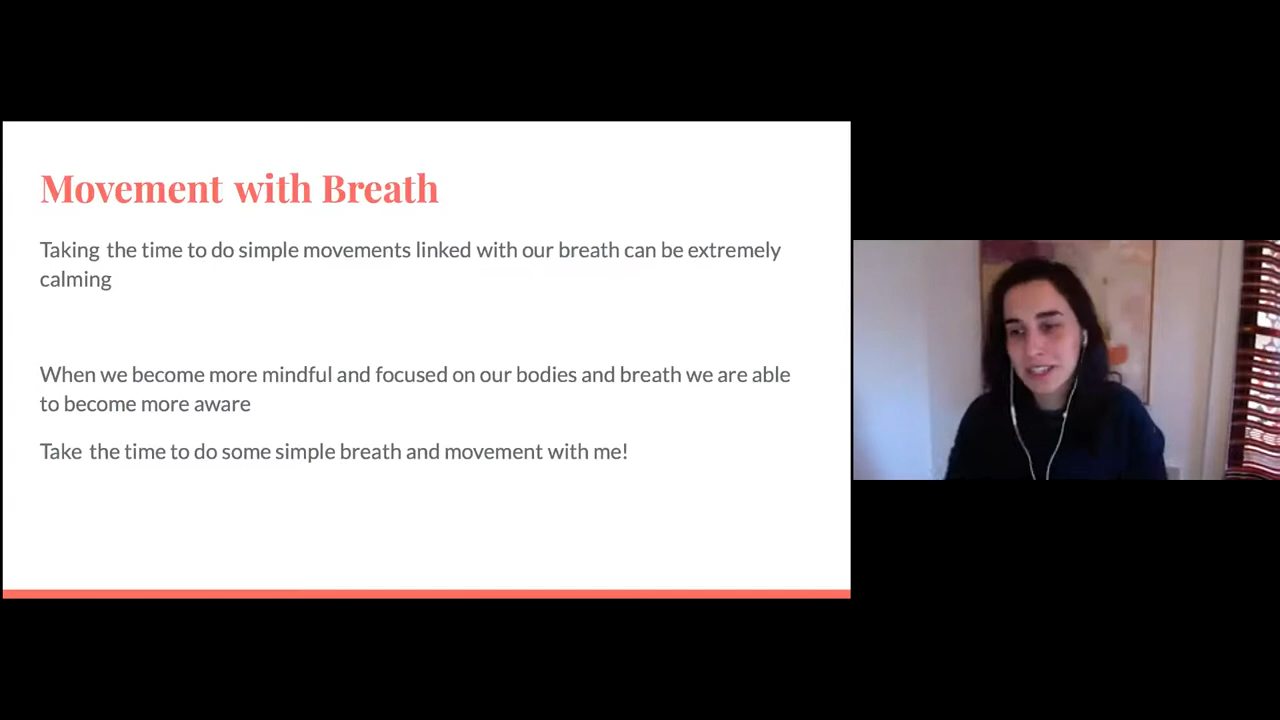 Movement with Breath
Taking the time to do simple movements linked with our breath can be extremely
calming
When we become more mindful and focused on our bodies and breath we are able
to become more aware
Take the time to do some simple breath and movement with me!